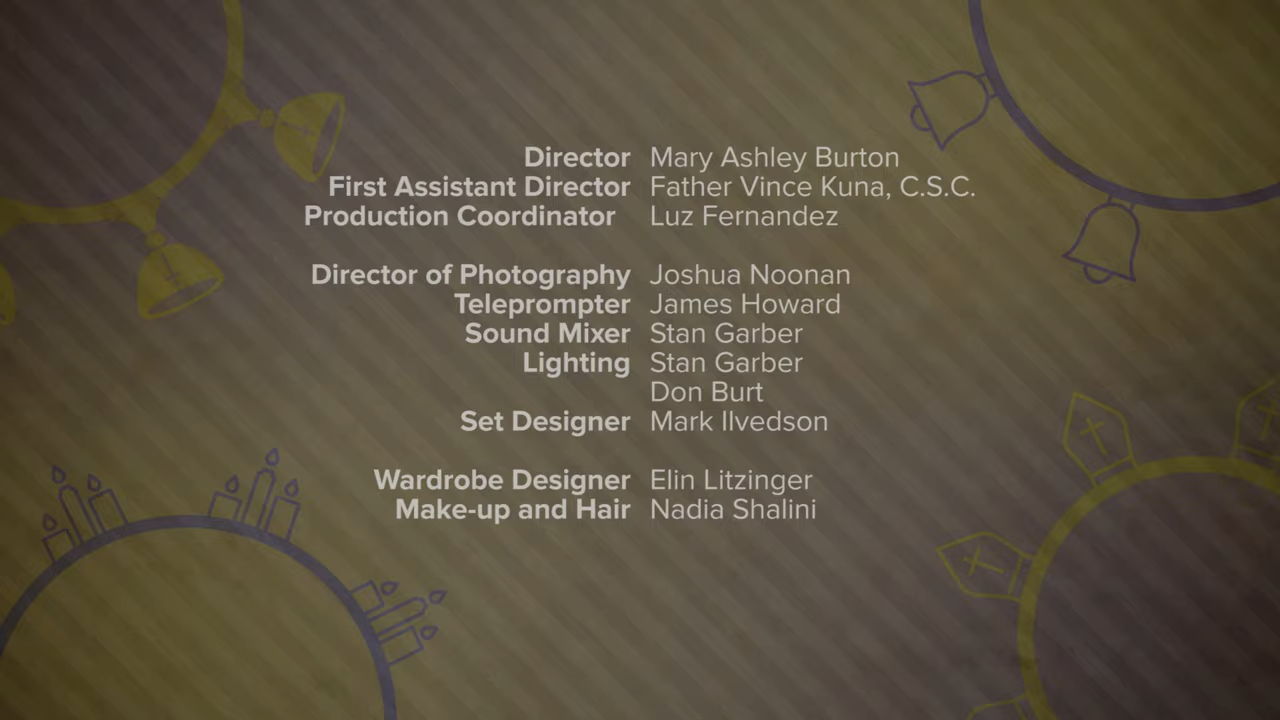 Director Mary Ashley Burton
First Assistant Director Father Vince Kuna, C.S.C.
Production Coordinator Luz Fernandez
Director of Photography Joshua Noonan
Teleprompter James Howard
Sound Mixer Stan Garber
Lighting Stan Garber
Don Burt
Set Designer Mark Ilvedson
Wardrobe Designer Elin Litzinger
Make-up and Hair Nadia Shalini